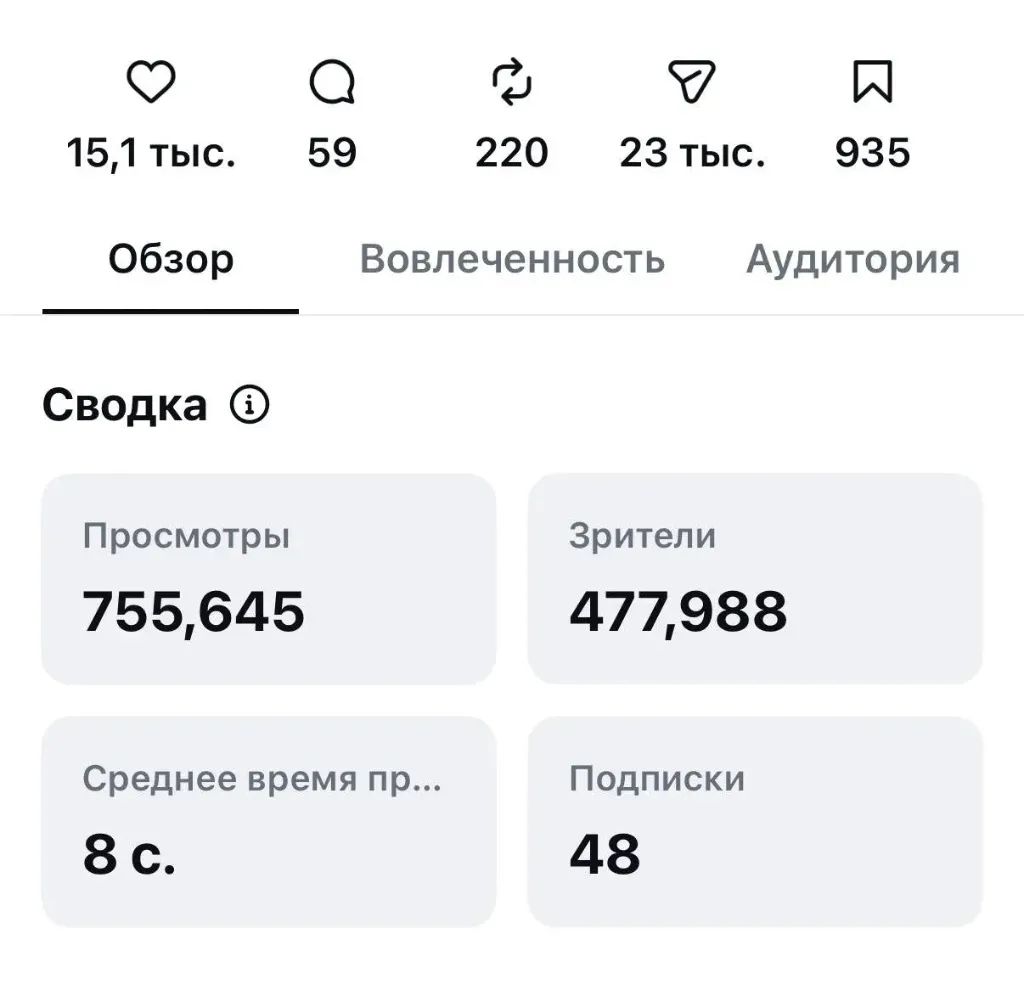 15,1 тыс. 59 220 23 тыс. 935
Обзор Вовлеченность Аудитория
Сводка
Просмотры
755,645
Зрители
477,988
Среднее время пр...
8 с.
Подписки
48